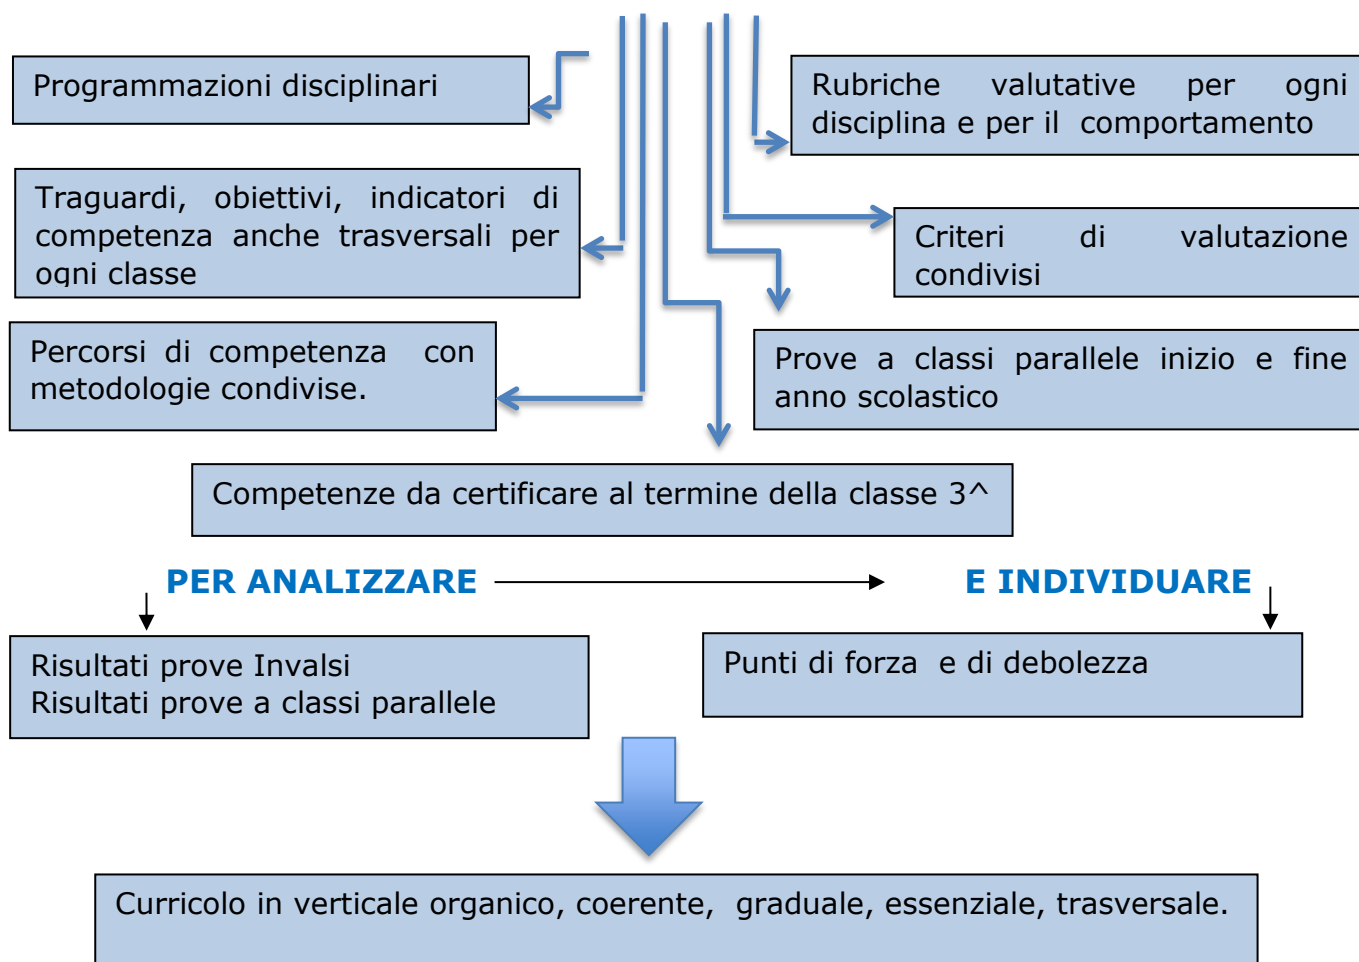 Programmazioni disciplinari
Rubriche valutative per ogni
disciplina e per il comportamento
Traguardi, obiettivi, indicatori di
competenza anche trasversali per
ogni classe
Criteri di valutazione
condivisi
Percorsi di competenza con
metodologie condivise.
Prove a classi parallele inizio e fine
anno scolastico
Competenze da certificare al termine della classe 3^
PER ANALIZZARE
E INDIVIDUARE
Risultati prove Invalsi
Risultati prove a classi parallele
Punti di forza e di debolezza
Curricolo in verticale organico, coerente, graduale, essenziale, trasversale.